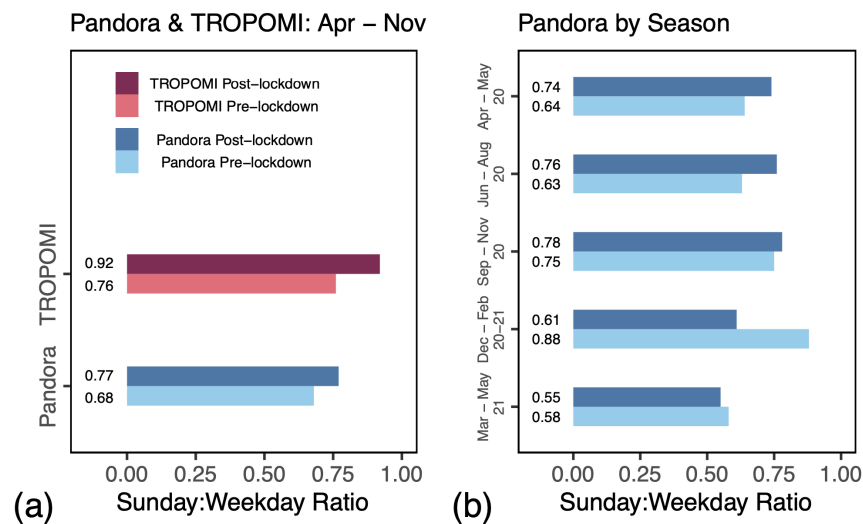 Pandora & TROPOMI: Apr − Nov
TROPOMI Post−lockdown
TROPOMI Pre−lockdown
Pandora Post−lockdown
Pandora Pre−lockdown
TROPOMI
0.92
0.76
Pandora
0.77
0.68
0.00 0.25 0.50 0.75 1.00
Sunday:Weekday Ratio
(a)
Pandora by Season
Apr − May
20
0.74
0.64
Jun − Aug
20
0.76
0.63
Sep − Nov
20
0.78
0.75
Dec − Feb
20−21
0.61
0.88
Mar − May
21
0.55
0.58
0.00 0.25 0.50 0.75 1.00
Sunday:Weekday Ratio
(b)